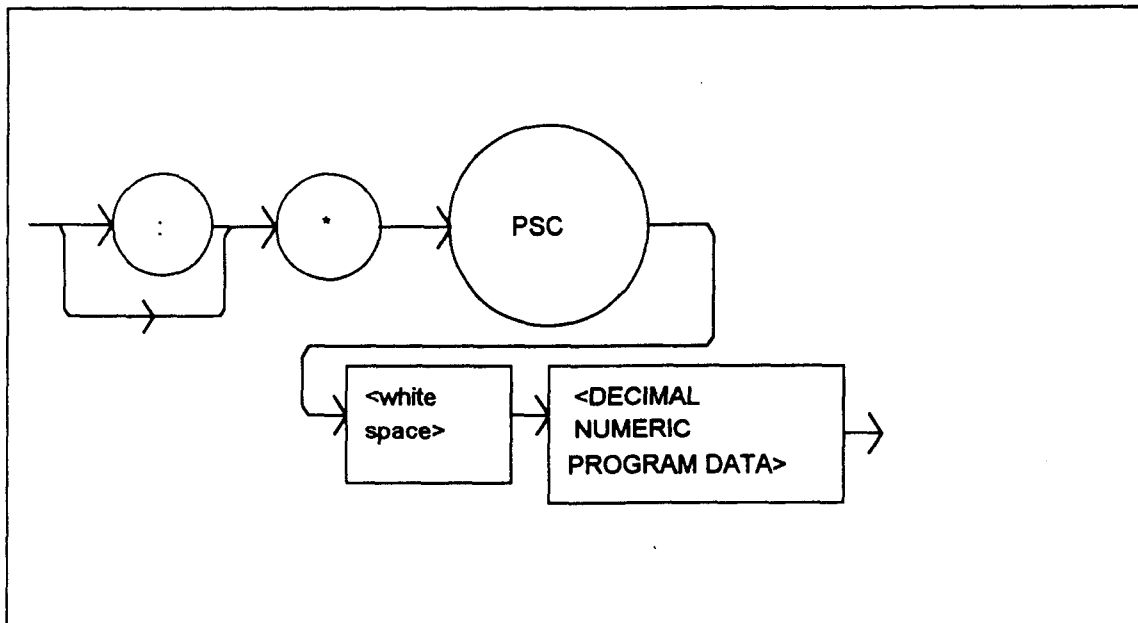 :
*
PSC
<white
space>
<DECIMAL
NUMERIC
PROGRAM DATA>